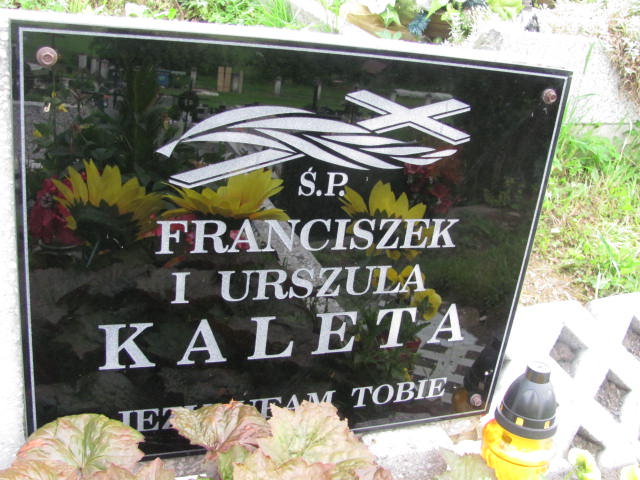 Ś.P.
FRANCISZEK
I URSZULA
KALETA
TOBIE